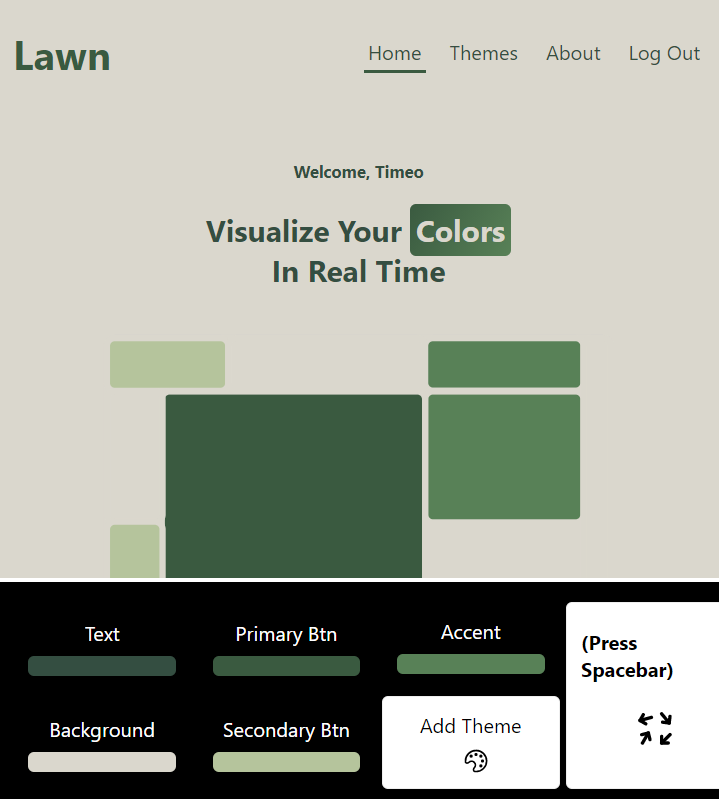 Lawn
Home Themes About Log Out
Welcome, Timeo
Visualize Your Colors
In Real Time
Text
Primary Btn
Accent
(Press
Spacebar)
Background
Secondary Btn
Add Theme